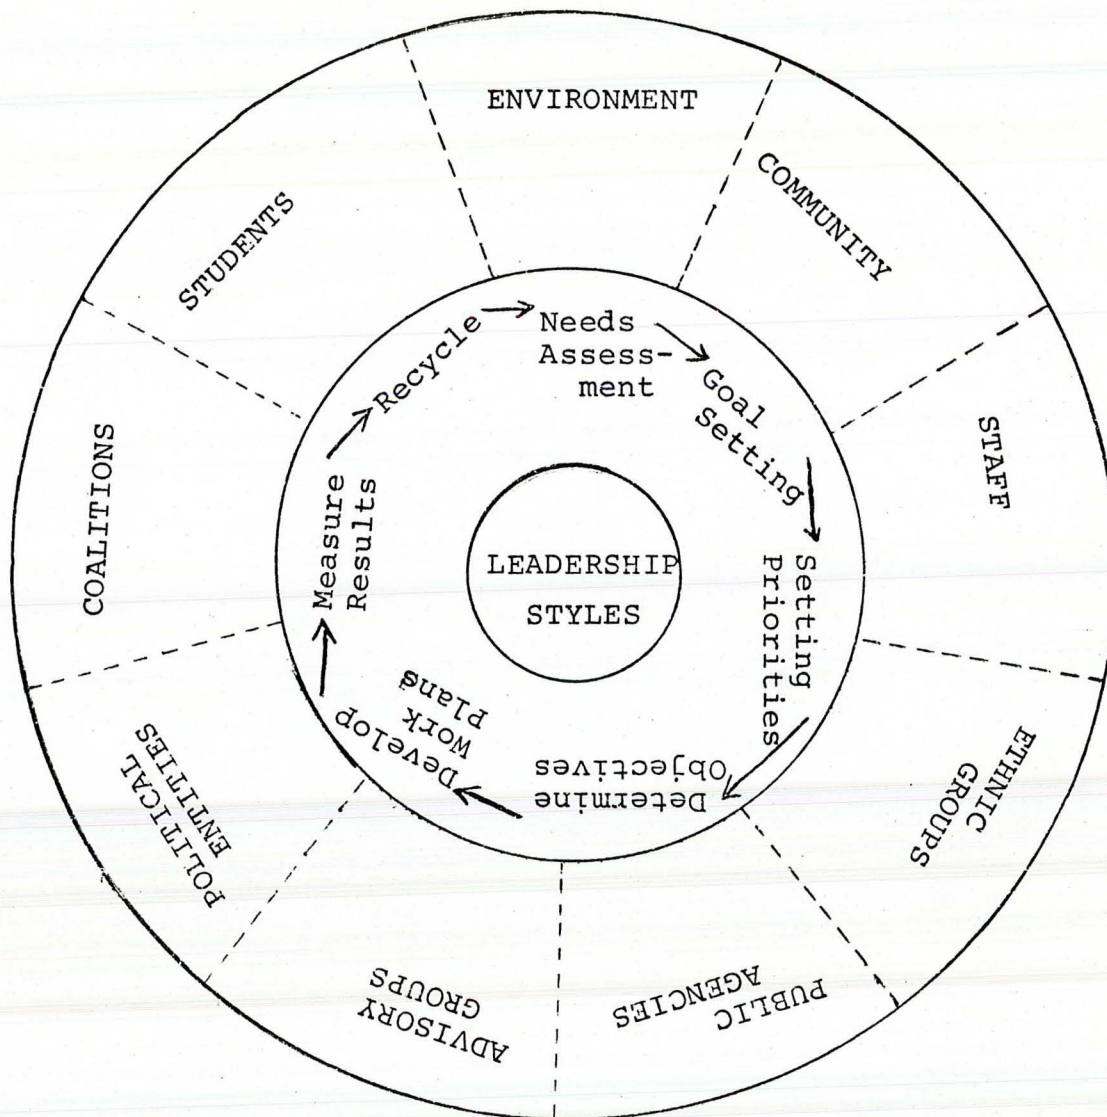 ENVIRONMENT
COMMUNITY
STAFF
ETHNIC
GROUPS
PUBLIC
AGENCIES
ADVISORY
GROUPS
POLITICAL
ENTITIES
COALITIONS
STUDENTS
Needs
Assess-
ment
Goal
Setting
Setting
Priorities
Determine
Objectives
Develop
Work
Plans
Measure
Results
Recycle
LEADERSHIP
STYLES